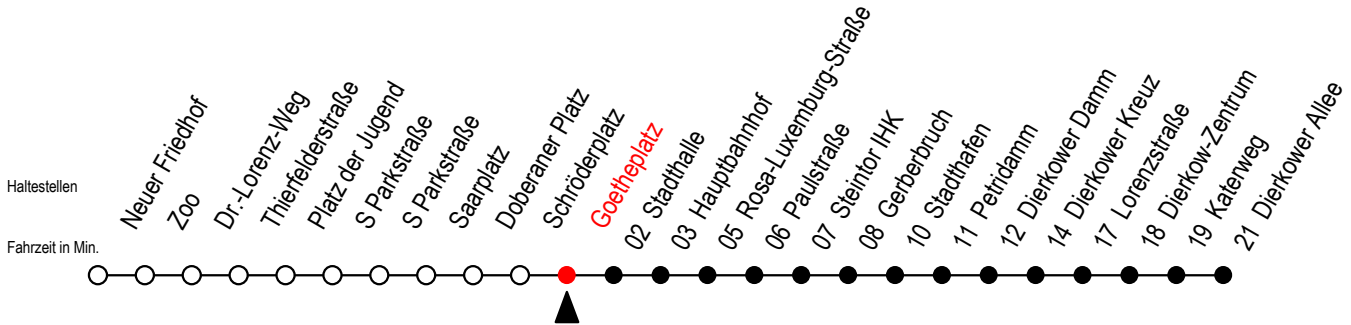 Haltestellen
Fahrzeit in Min.
Neuer Friedhof
Zoo
Dr.-Lorenz-Weg
Thierfelderstraße
Platz der Jugend
S Parkstraße
S Parkstraße
Saarplatz
Doberaner Platz
Schröderplatz
Goetheplatz
02 Stadthalle
03 Hauptbahnhof
05 Rosa-Luxemburg-Straße
06 Paulstraße
07 Steintor IHK
08 Gerberbruch
10 Stadthafen
11 Petridamm
12 Dierkower Damm
14 Dierkower Kreuz
17 Lorenzstraße
18 Dierkow-Zentrum
19 Katerweg
21 Dierkower Allee